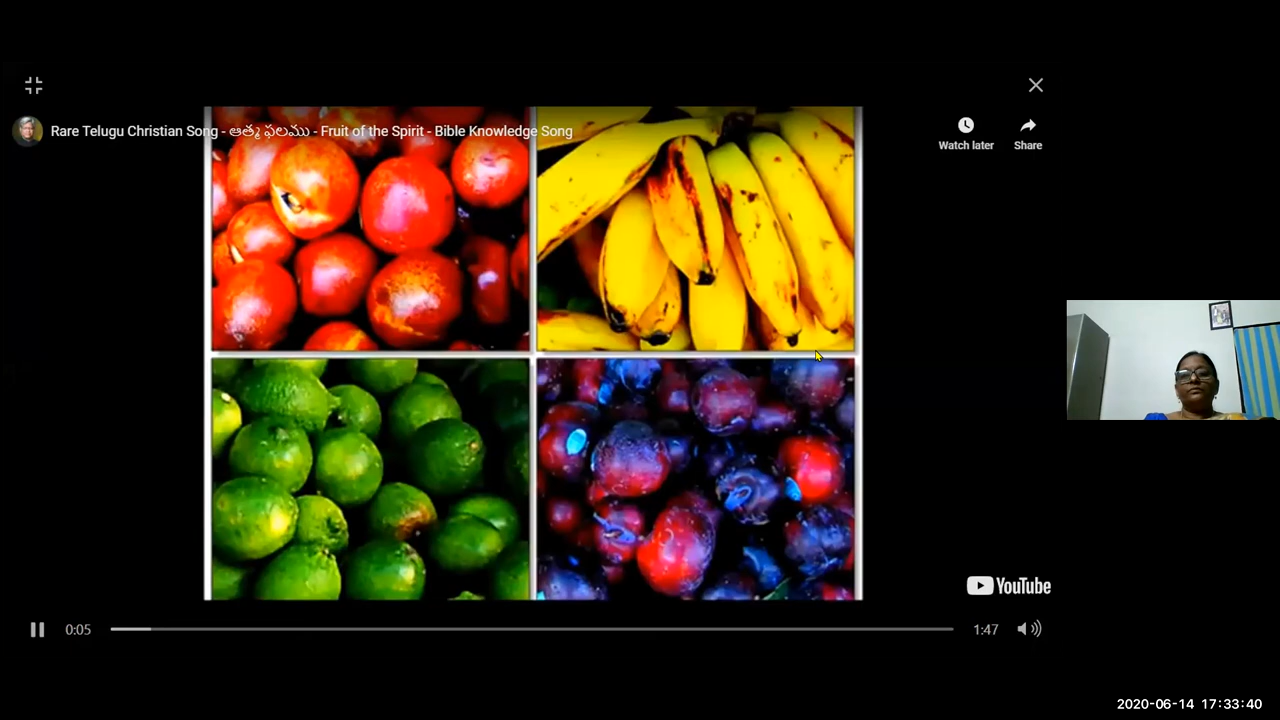 Rare Telugu Christian Song - ఆత్మ ఫలము - Fruit of the Spirit - Bible Knowledge Song
Watch later
Share
YouTube
0:05
1:47
2020-06-14 17:33:40